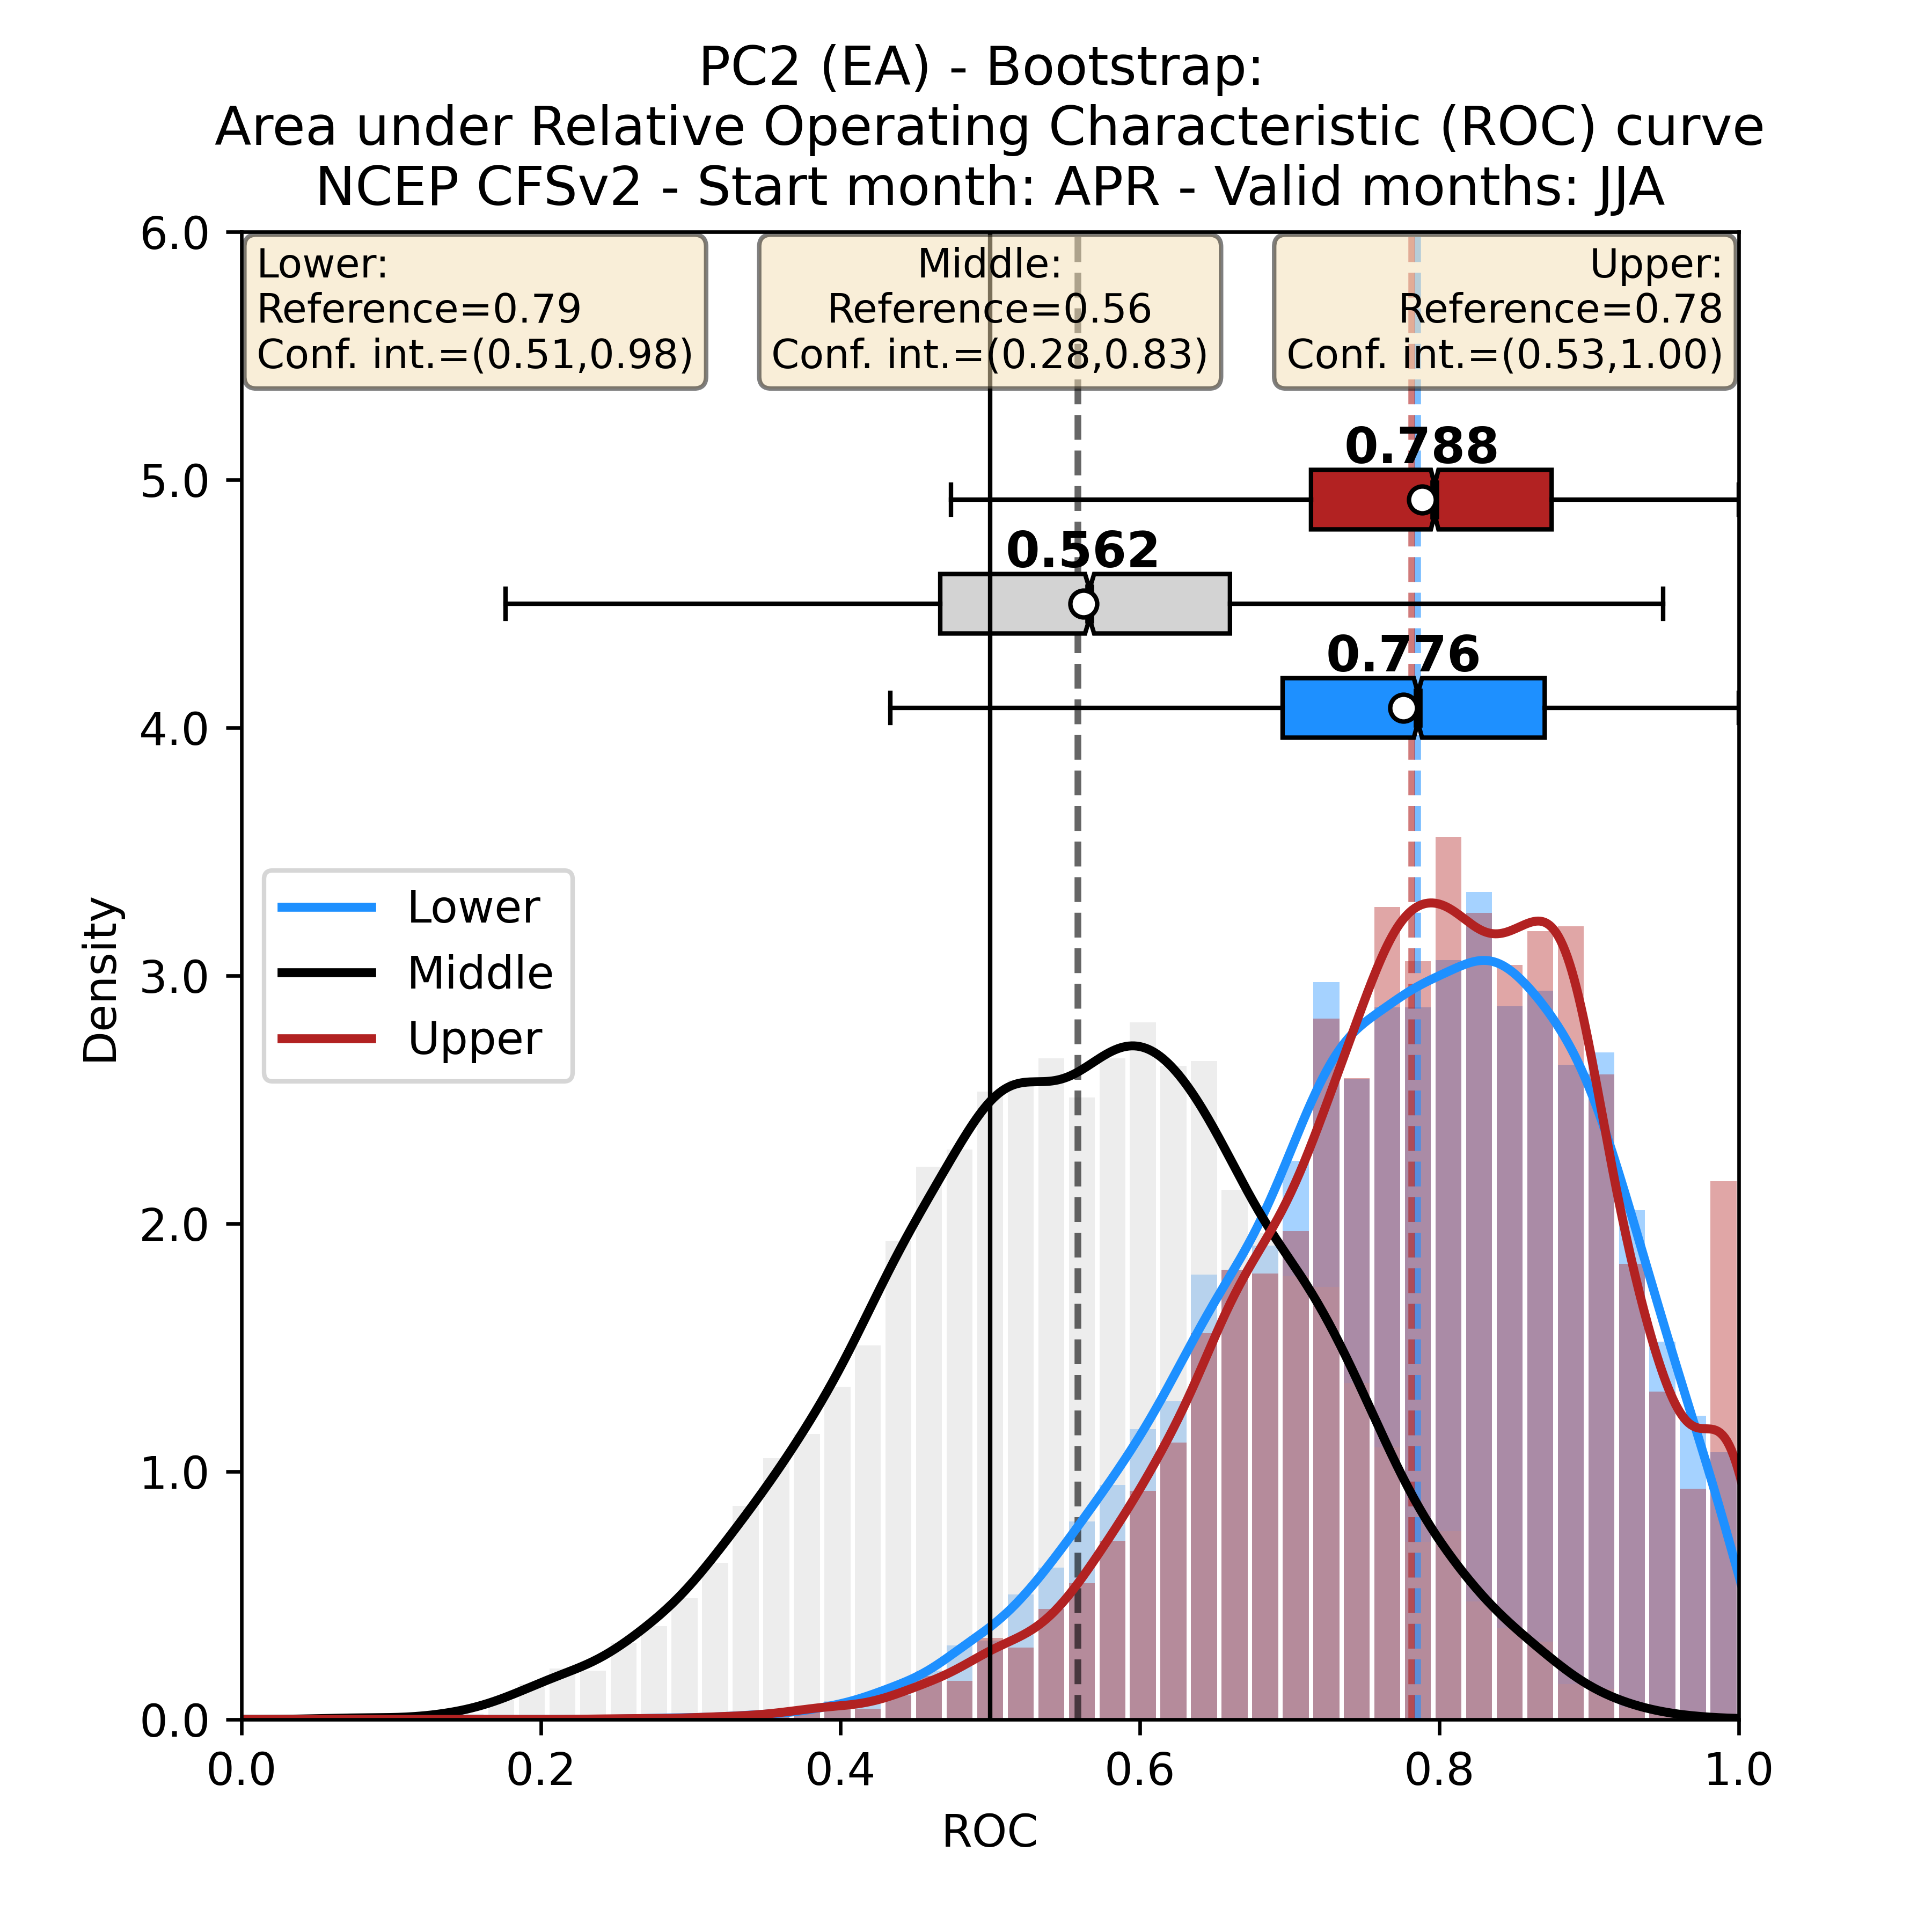 PC2 (EA) - Bootstrap:
Area under Relative Operating Characteristic (ROC) curve
NCEP CFSv2 - Start month: APR - Valid months: JJA
Lower:
Reference=0.79
Conf. int.=(0.51,0.98)
Middle:
Reference=0.56
Conf. int.=(0.28,0.83)
Upper:
Reference=0.78
Conf. int.=(0.53,1.00)
0.788
0.562
0.776
Lower
Middle
Upper
Density
6.0
5.0
4.0
3.0
2.0
1.0
0.0
0.0 0.2 0.4 0.6 0.8 1.0
ROC